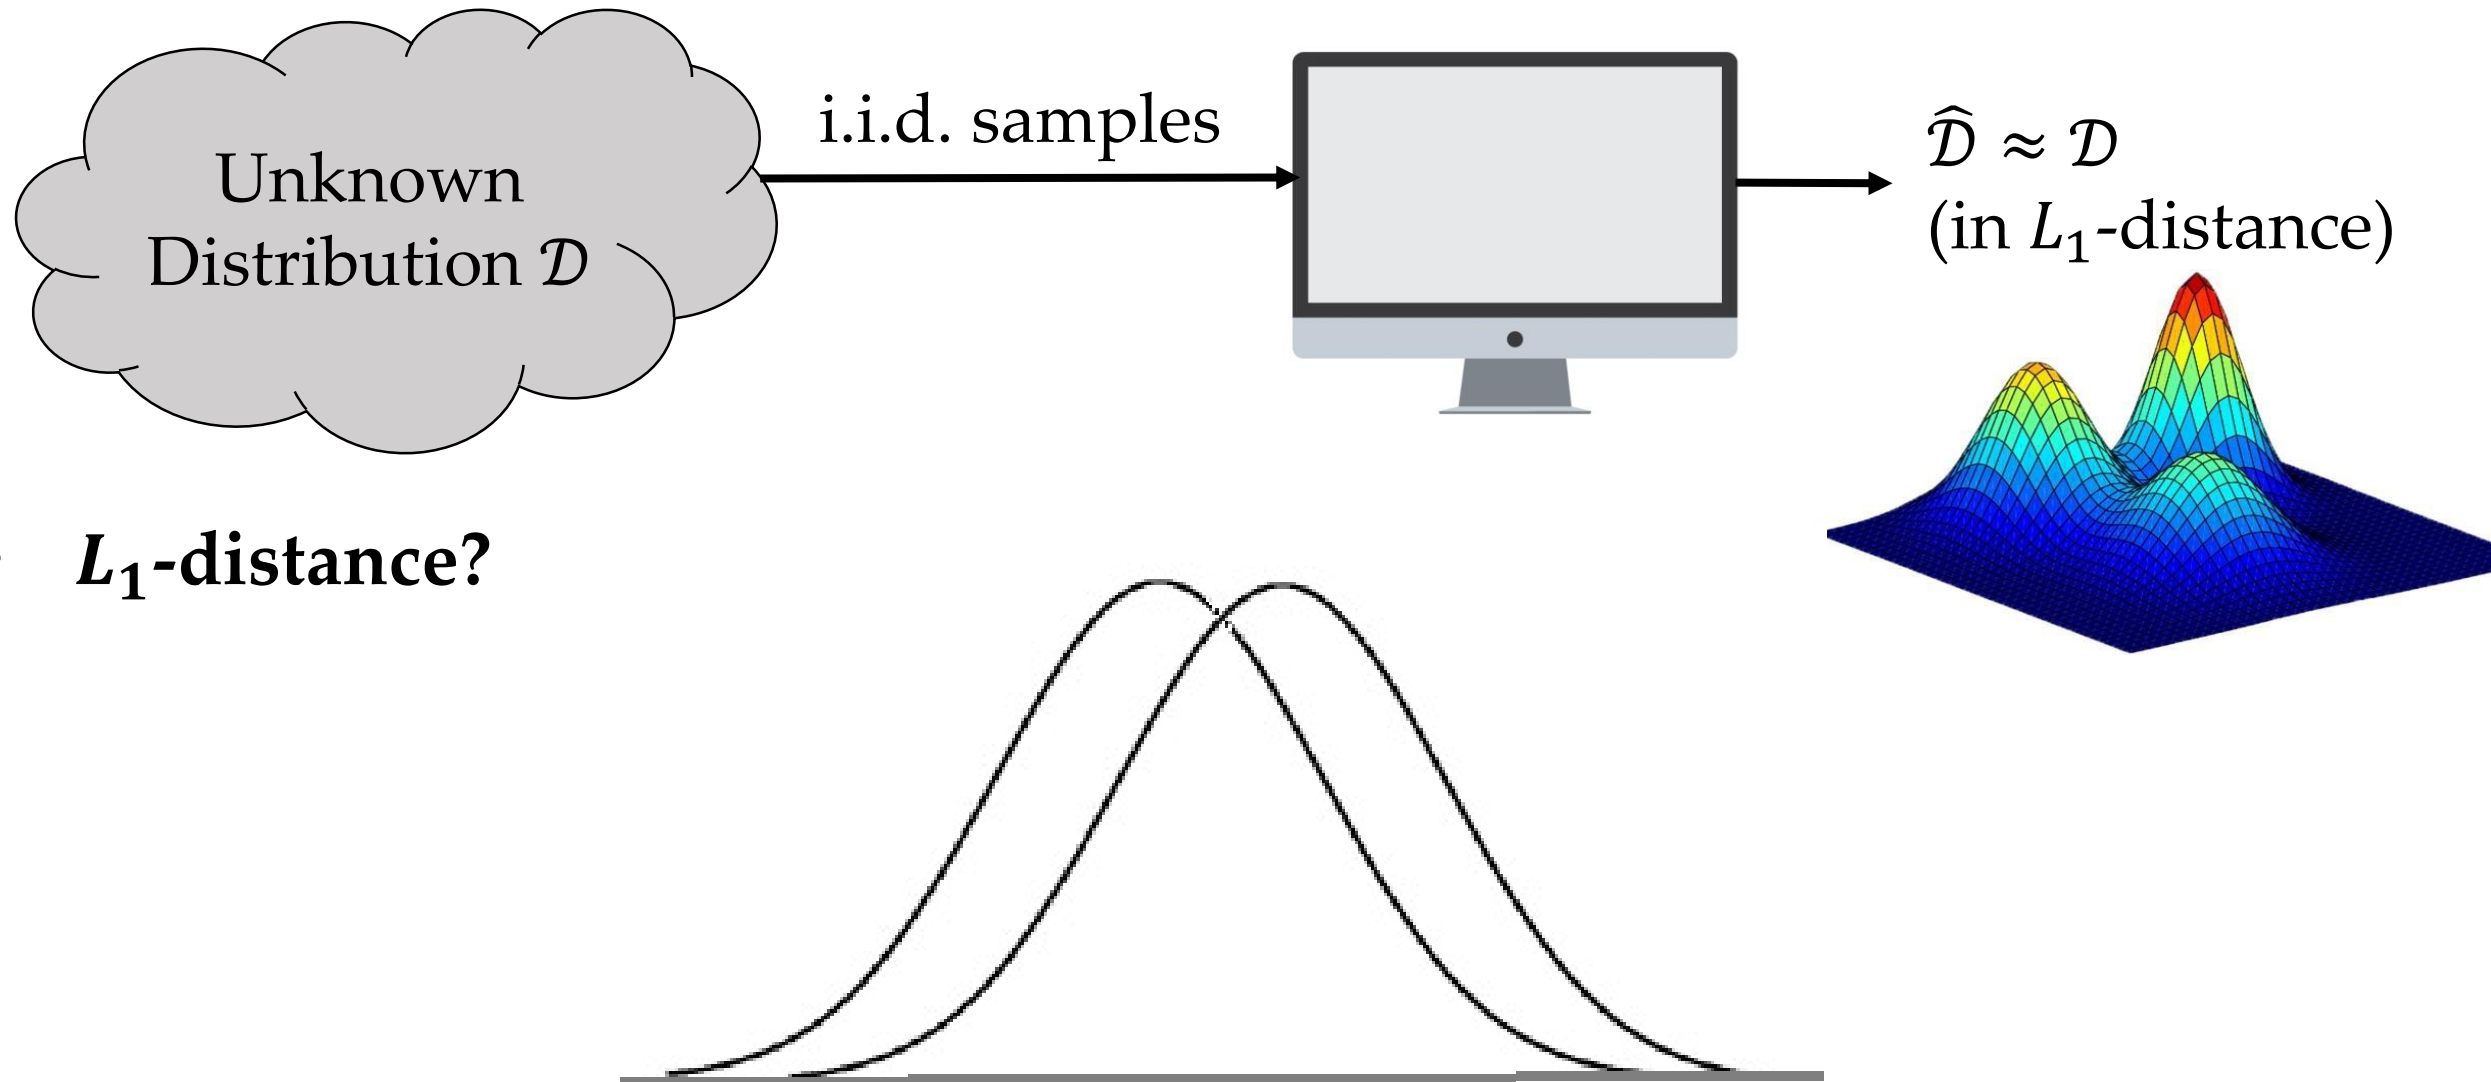 Unknown
Distribution 𝒟
i.i.d. samples
𝒟̂ ≈ 𝒟
(in L₁-distance)
L₁-distance?